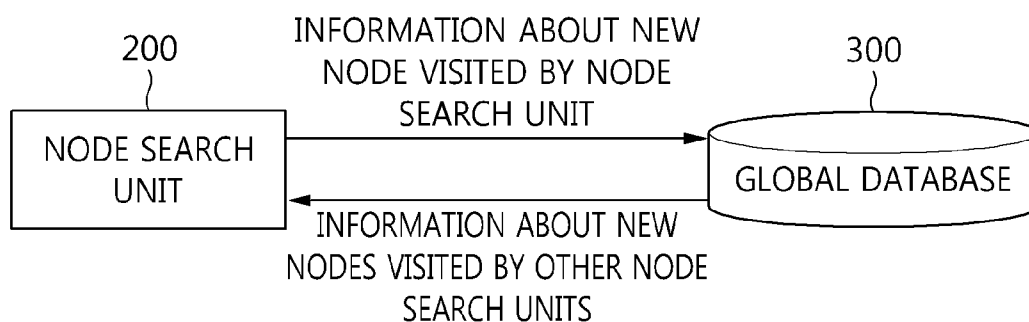 200
NODE SEARCH
UNIT
INFORMATION ABOUT NEW
NODE VISITED BY NODE
SEARCH UNIT
INFORMATION ABOUT NEW
NODES VISITED BY OTHER NODE
SEARCH UNITS
300
GLOBAL DATABASE